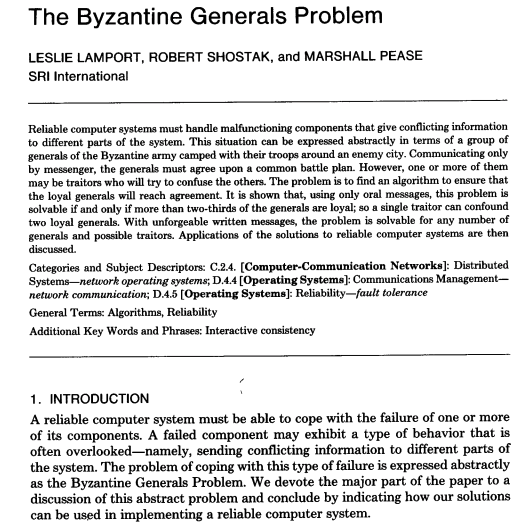 The Byzantine Generals Problem
LESLIE LAMPORT, ROBERT SHOSTAK, and MARSHALL PEASE
SRI International
Reliable computer systems must handle malfunctioning components that give conflicting information
to different parts of the system. This situation can be expressed abstractly in terms of a group of
generals of the Byzantine army camped with their troops around an enemy city. Communicating only
by messenger, the generals must agree upon a common battle plan. However, one or more of them
may be traitors who will try to confuse the others. The problem is to find an algorithm to ensure that
the loyal generals will reach agreement. It is shown that, using only oral messages, this problem is
solvable if and only if more than two-thirds of the generals are loyal; so a single traitor can confound
two loyal generals. With unforgeable written messages, the problem is solvable for any number of
generals and possible traitors. Applications of the solutions to reliable computer systems are then
discussed.
Categories and Subject Descriptors: C.2.4. [Computer-Communication Networks]: Distributed
Systems—network operating systems; D.4.4 [Operating Systems]: Communications Management—
network communication; D.4.5 [Operating Systems]: Reliability—fault tolerance
General Terms: Algorithms, Reliability
Additional Key Words and Phrases: Interactive consistency
1. INTRODUCTION
A reliable computer system must be able to cope with the failure of one or more
of its components. A failed component may exhibit a type of behavior that is
often overlooked—namely, sending conflicting information to different parts of
the system. The problem of coping with this type of failure is expressed abstractly
as the Byzantine Generals Problem. We devote the major part of the paper to a
discussion of this abstract problem and conclude by indicating how our solutions
can be used in implementing a reliable computer system.